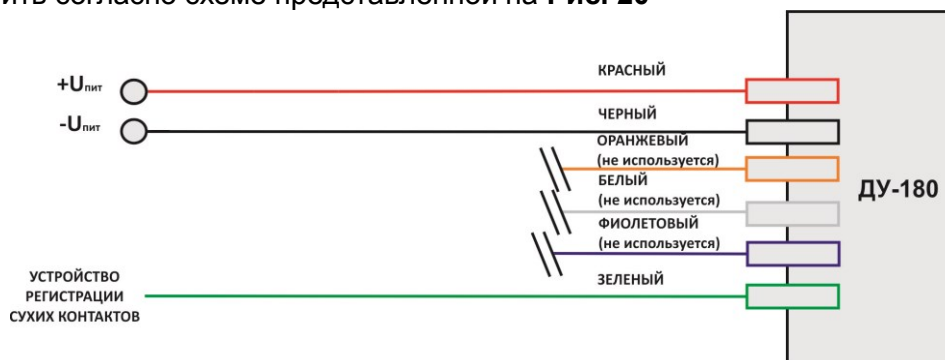 ить согласно схеме представленной на Рис. 20
+Uпит
-Uпит
КРАСНЫЙ
ЧЕРНЫЙ
ОРАНЖЕВЫЙ
(не используется)
БЕЛЫЙ
(не используется)
ФИОЛЕТОВЫЙ
(не используется)
ЗЕЛЕНЫЙ
ДУ-180
УСТРОЙСТВО
РЕГИСТРАЦИИ
СУХИХ КОНТАКТОВ